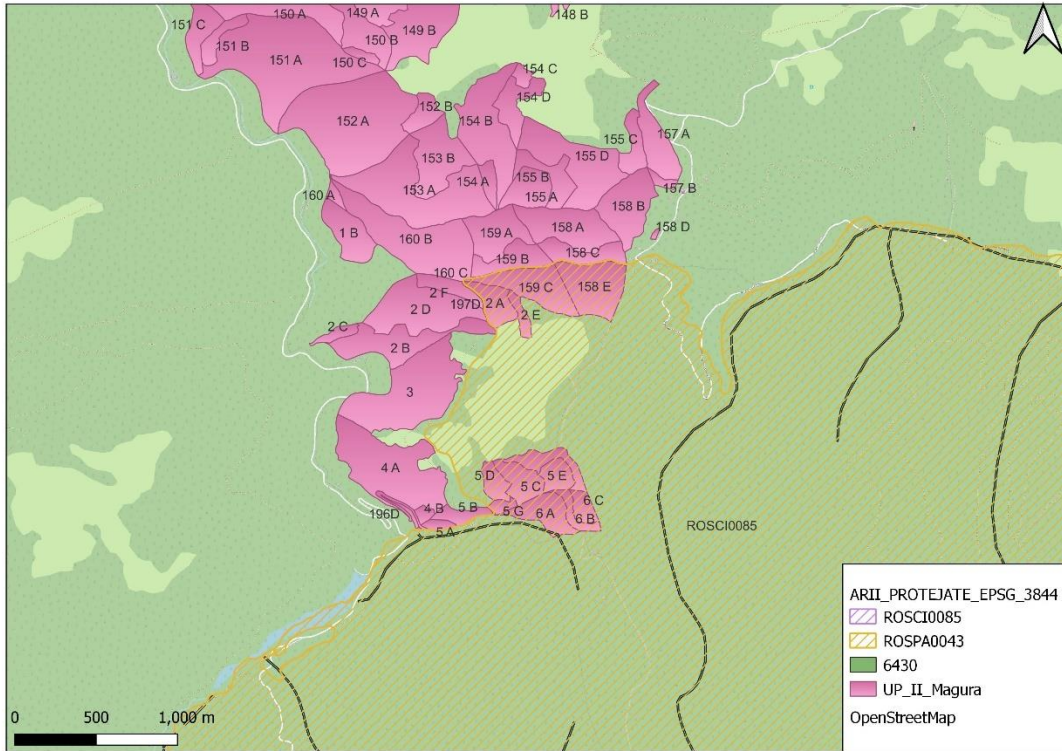 151 C
150 A
149 A
148 B
151 B
150 B
149 B
151 A
150 C
154 C
152 B
154 D
152 A
154 B
155 C
157 A
153 B
155 D
154 A
155 B
153 A
155 A
157 B
160 A
158 B
1 B
160 B
159 A
158 A
158 D
159 B
158 C
160 C
2 F
159 C
158 E
197D
2 A
2 D
2 E
2 C
2 B
3
4 A
5 D
5 E
5 C
6 C
196D
4 B
5 B
5 G
6 A
6 B
5 A
ROSCI0085
ARII_PROTEJATE_EPSG_3844
ROSCI0085
ROSPA0043
6430
UP_II_Magura
OpenStreetMap
0 500 1,000 m